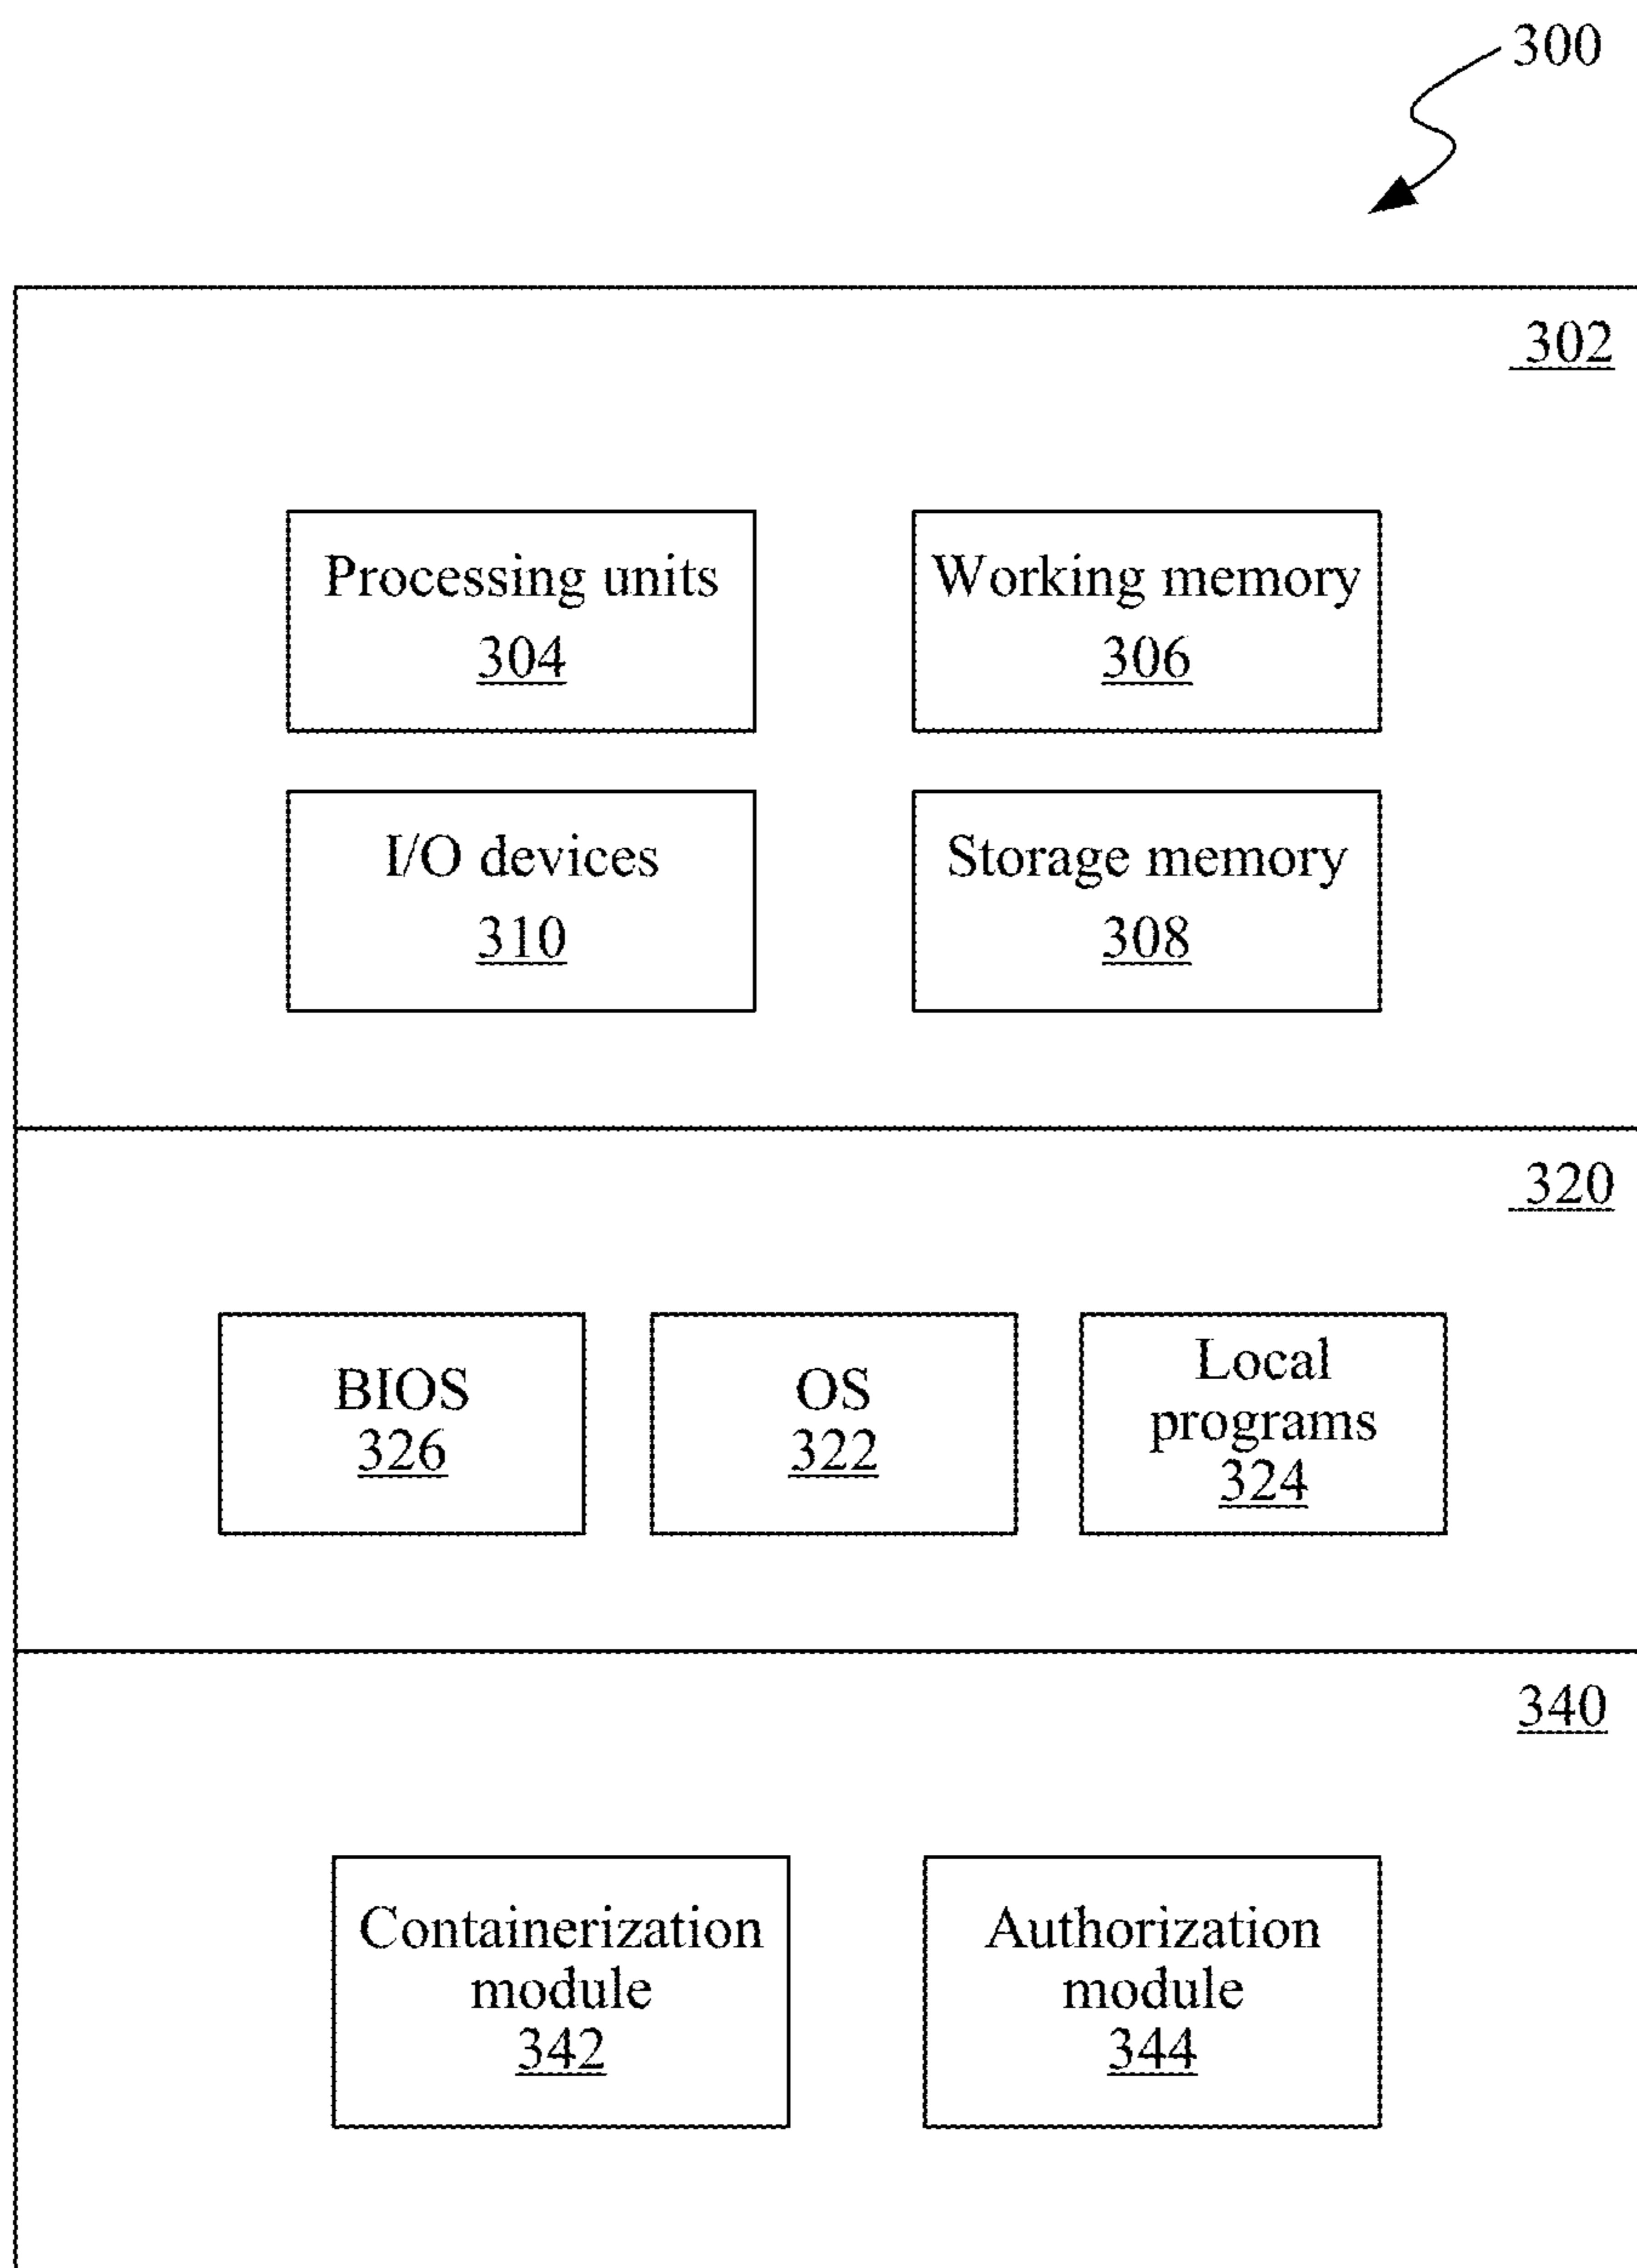 300
302
Processing units
304
Working memory
306
I/O devices
310
Storage memory
308
320
BIOS
326
OS
322
Local
programs
324
340
Containerization
module
342
Authorization
module
344